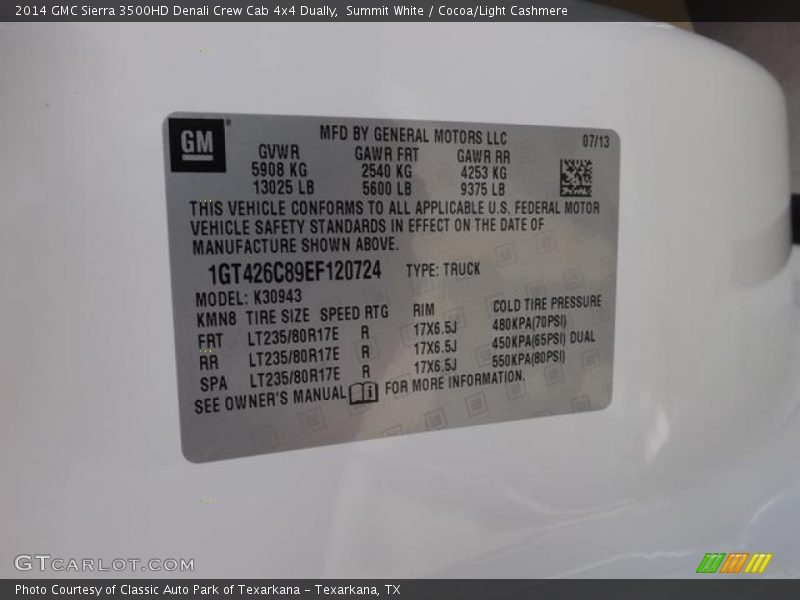 2014 GMC Sierra 3500HD Denali Crew Cab 4x4 Dually, Summit White / Cocoa/Light Cashmere
GM
MFD BY GENERAL MOTORS LLC 07/13
GVWR GAWR FRT GAWR RR
5908 KG 2540 KG 4253 KG
13025 LB 5600 LB 9375 LB
THIS VEHICLE CONFORMS TO ALL APPLICABLE U.S. FEDERAL MOTOR
VEHICLE SAFETY STANDARDS IN EFFECT ON THE DATE OF
MANUFACTURE SHOWN ABOVE.
1GT426C89EF120724 TYPE: TRUCK
MODEL: K30943
KMN8 TIRE SIZE SPEED RTG RIM COLD TIRE PRESSURE
FRT LT235/80R17E R 17X6.5J 480KPA(70PSI)
RR LT235/80R17E R 17X6.5J 450KPA(65PSI) DUAL
SPA LT235/80R17E R 17X6.5J 550KPA(80PSI)
SEE OWNER'S MANUAL i FOR MORE INFORMATION.
GTCARLOT.COM
Photo Courtesy of Classic Auto Park of Texarkana – Texarkana, TX